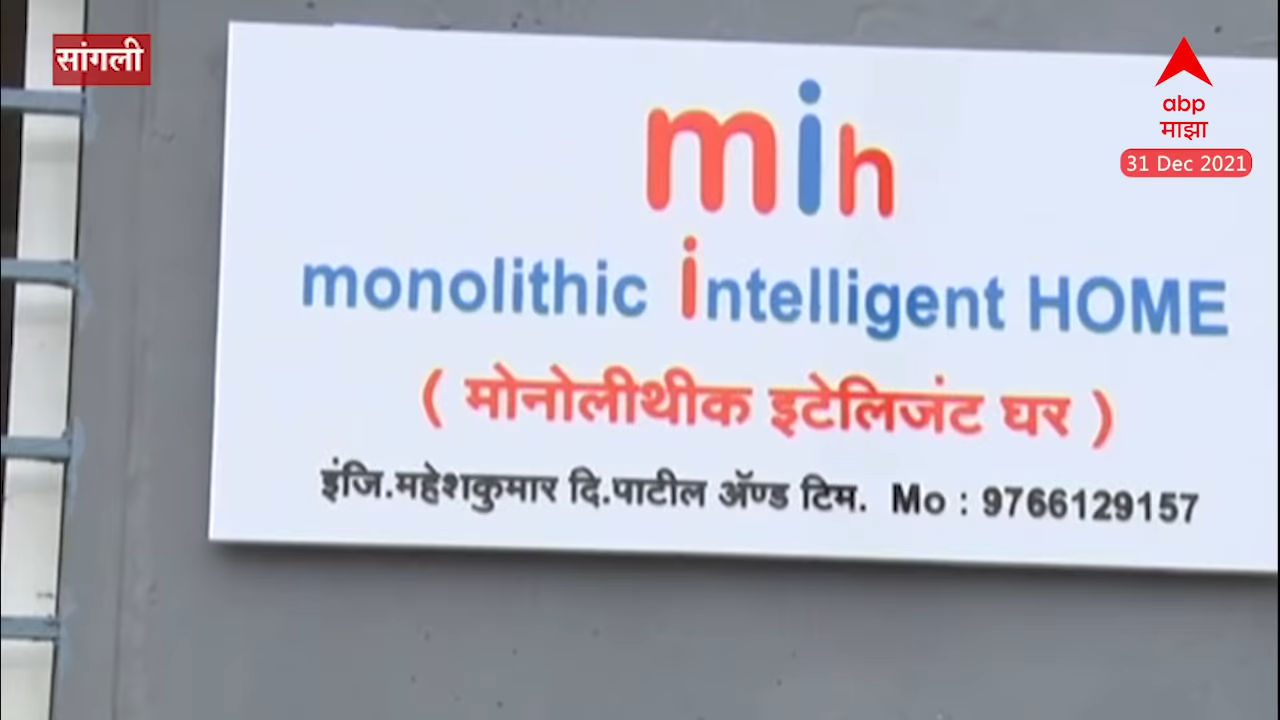 सांगली
abp
माझा
31 Dec 2021
mih
monolithic intelligent HOME
( मोनोलीथीक इटेलिजंट घर )
इंजि.महेशकुमार दि.पाटील ॲण्ड टिम. Mo : 9766129157